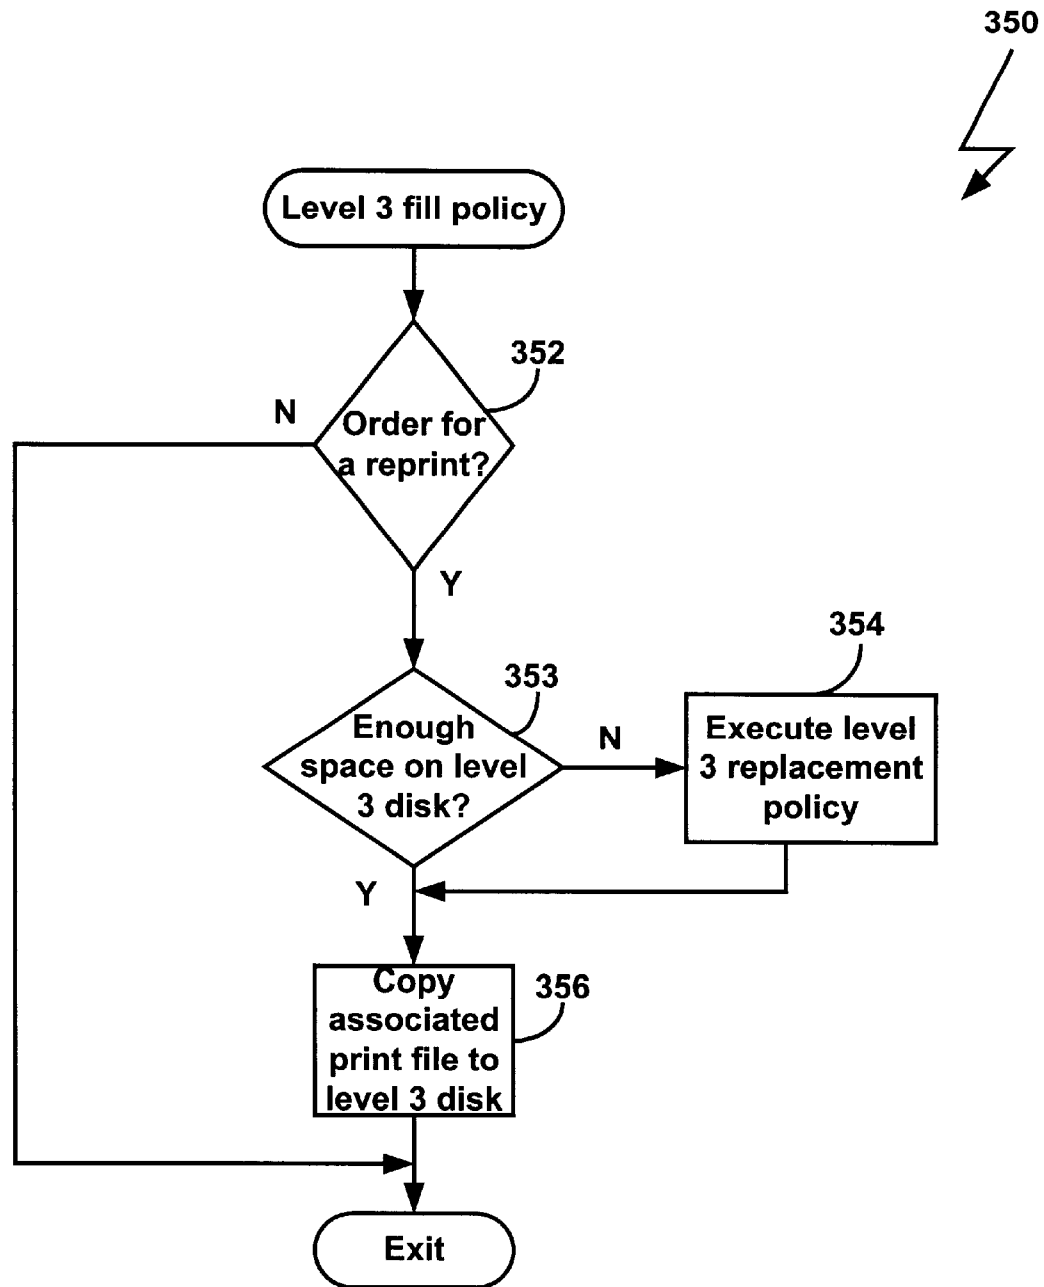 350
Level 3 fill policy
352
N
Order for
a reprint?
Y
354
353
Enough
space on level
3 disk?
N
Execute level
3 replacement
policy
Y
Copy
associated
print file to
level 3 disk
356
Exit